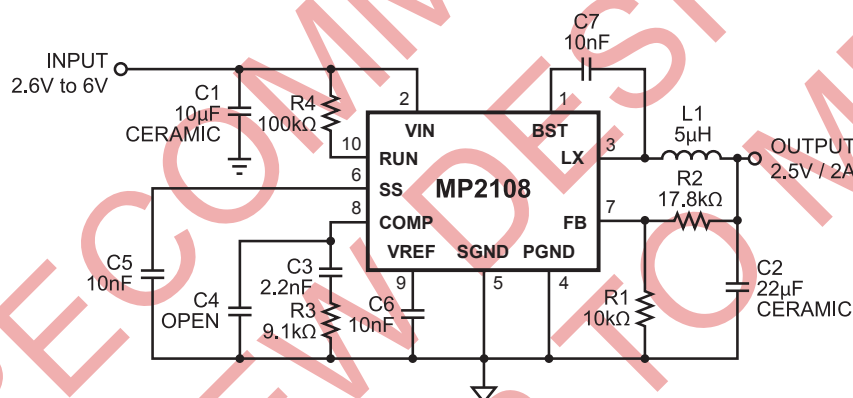 INPUT
2.6V to 6V
C1
10µF
CERAMIC
R4
100kΩ
C7
10nF
2
1
VIN
BST
10
RUN
3
LX
L1
5µH
OUTPUT
2.5V / 2A
6
SS
MP2108
8
COMP
7
FB
R2
17.8kΩ
VREF
SGND
PGND
9
5
4
C5
10nF
C4
OPEN
C3
2.2nF
R3
9.1kΩ
C6
10nF
R1
10kΩ
C2
22µF
CERAMIC